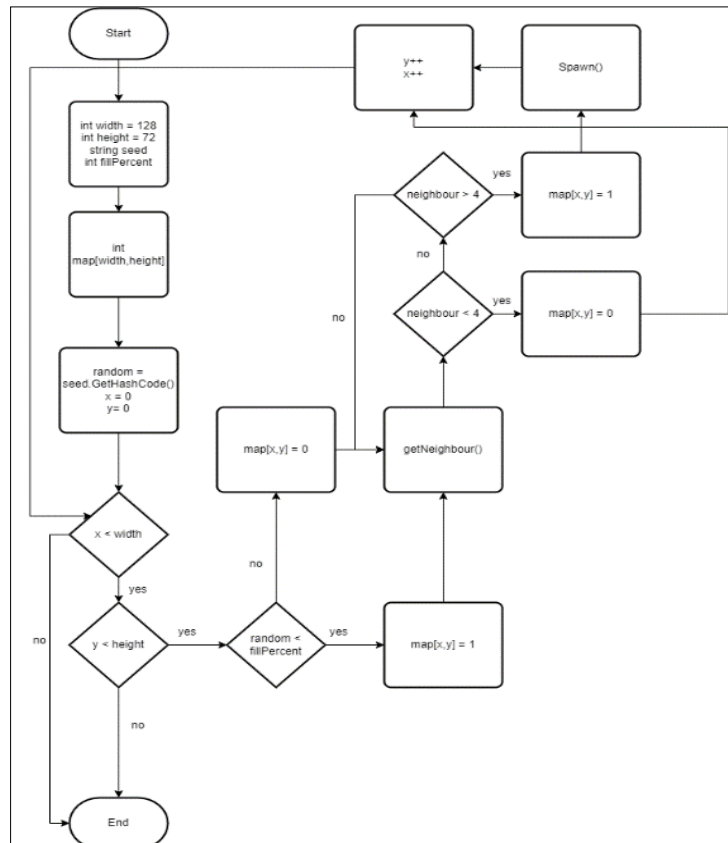 Start
y++
x++
Spawn()
int width = 128
int height = 72
string seed
int fillPercent
neighbour > 4
yes
map[x,y] = 1
int
map[width,height]
no
neighbour < 4
yes
map[x,y] = 0
no
random =
seed.GetHashCode()
x = 0
y= 0
map[x,y] = 0
getNeighbour()
x < width
no
yes
no
y < height
yes
random <
fillPercent
yes
map[x,y] = 1
no
End